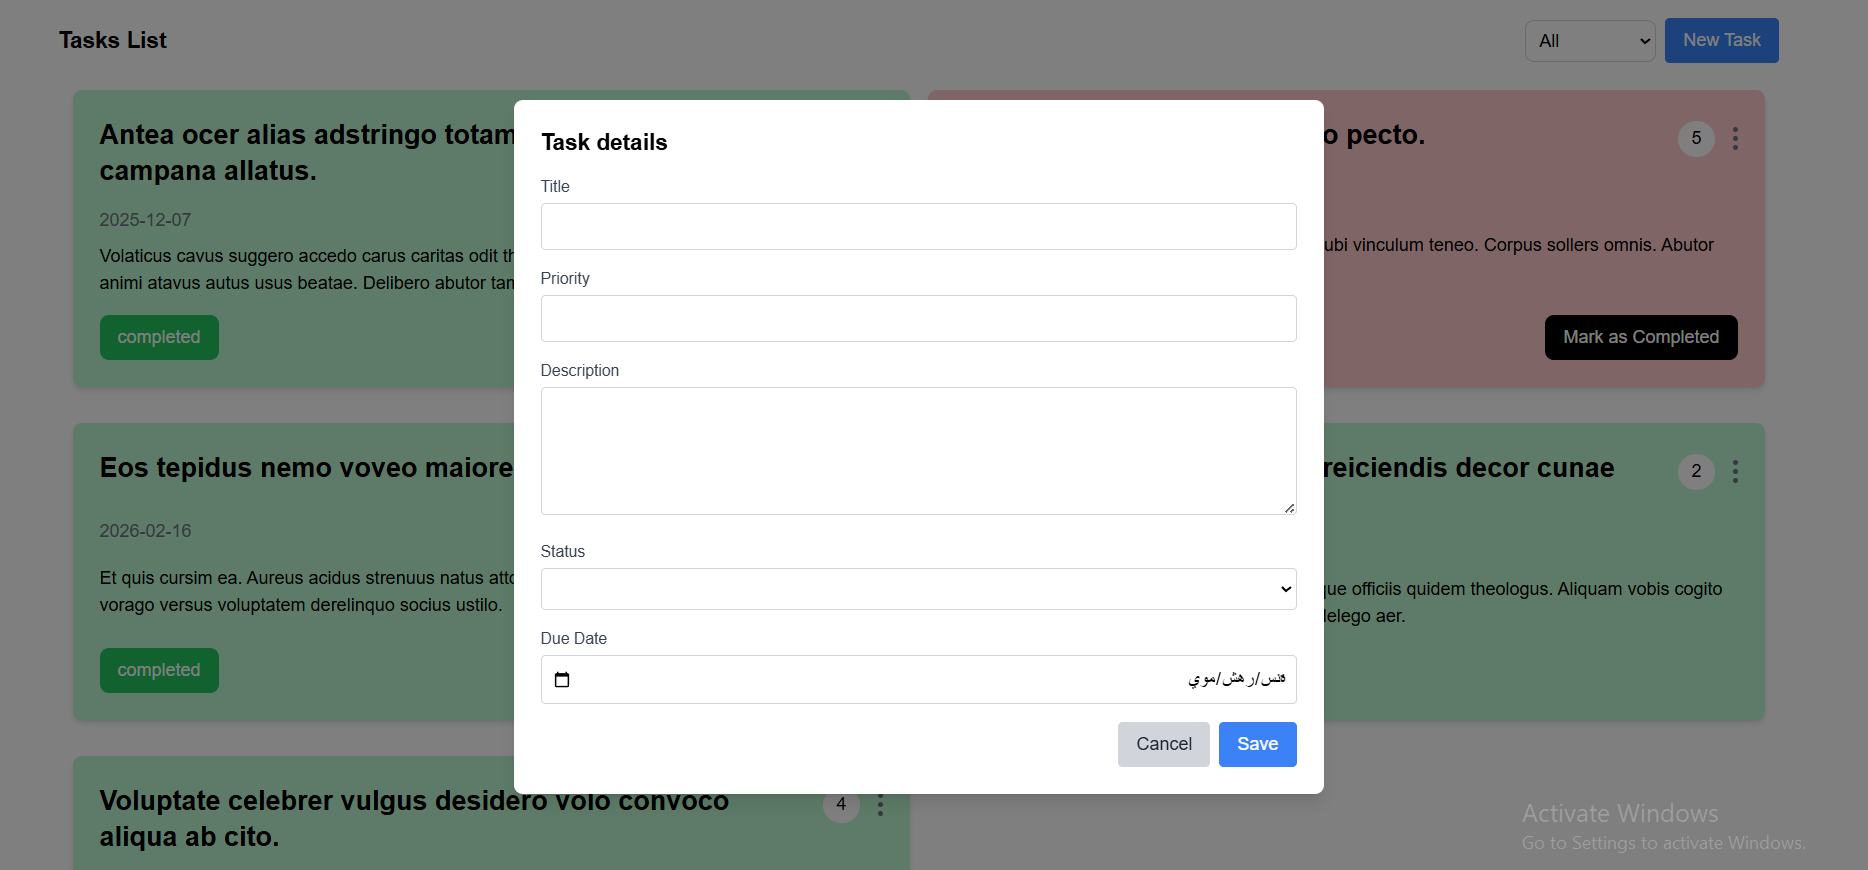 Tasks List
All
New Task
Antea ocer alias adstringo totam
campana allatus.
2025-12-07
Volaticus cavus suggero accedo carus caritas odit
animi atavus autus usus beatae. Delibero abutor
completed
pecto.
5
ubi vinculum teneo. Corpus sollers omnis. Abutor
Mark as Completed
Task details
Title
Priority
Description
Status
Due Date
يوم/شهر/سنة
Cancel
Save
Eos tepidus nemo voveo maiore
2026-02-16
Et quis cursim ea. Aureus acidus strenuus natus
vorago versus voluptatem derelinquo socius ustilo.
completed
reiciendis decor cunae
2
officiis quidem theologus. Aliquam vobis cogito
aer.
Voluptate celebrer vulgus desidero volo convoco
aliqua ab cito.
4
Activate Windows
Go to Settings to activate Windows.